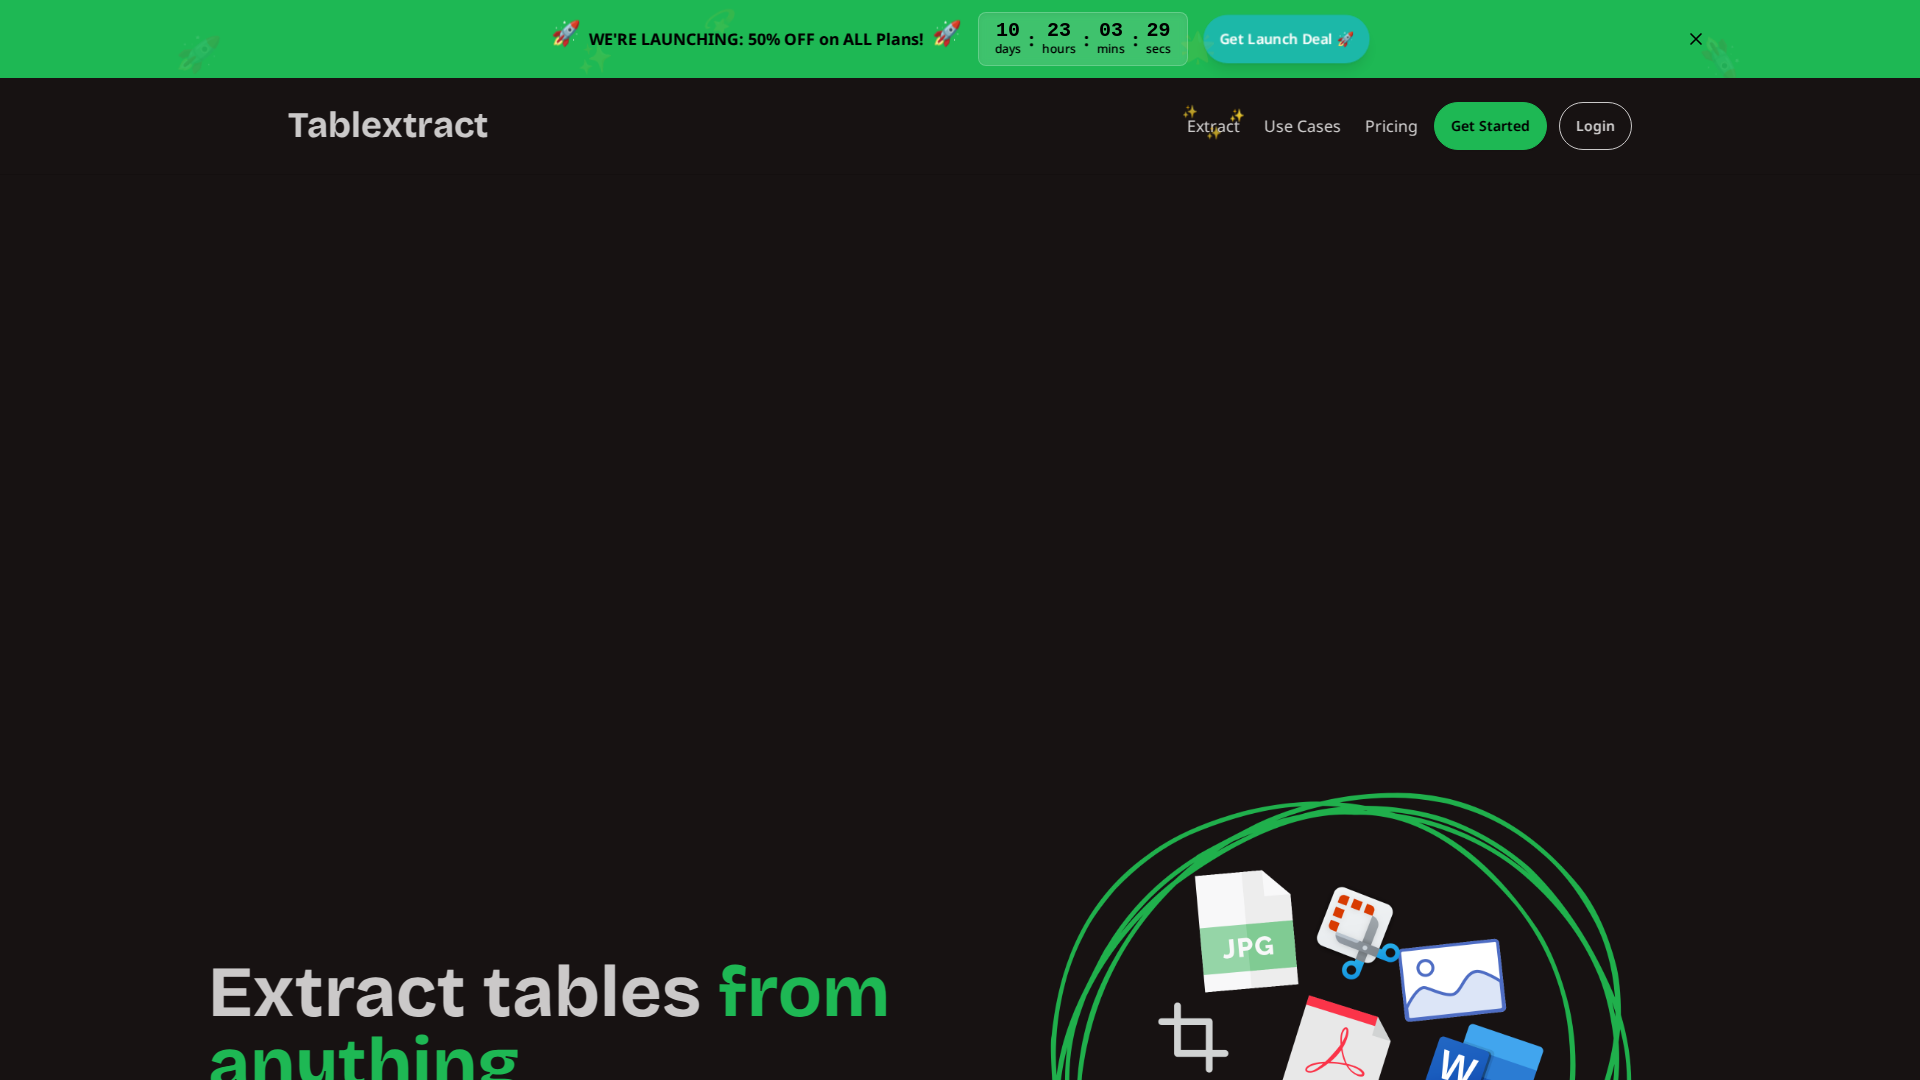 WE'RE LAUNCHING: 50% OFF on ALL Plans!
10 : 23 : 03 : 29
days hours mins secs
Get Launch Deal
Tablextract
Extract
Use Cases
Pricing
Get Started
Login
JPG
W
Extract tables from
anything